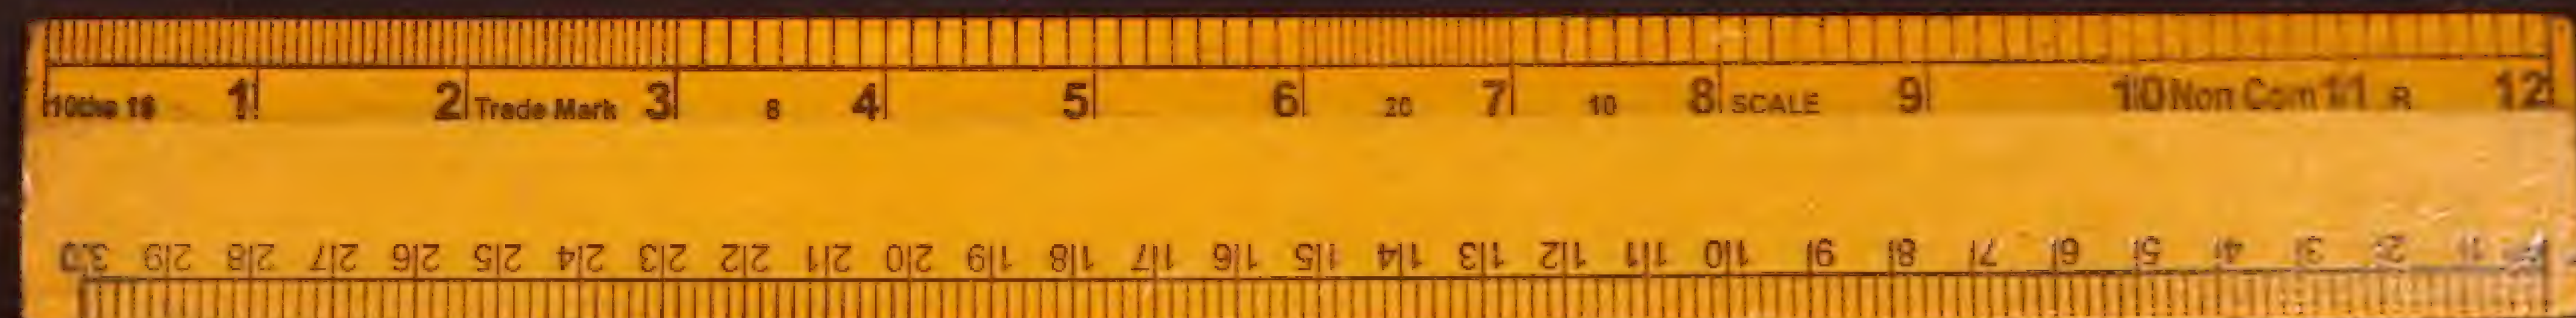 10ths 16 1 2 Trade Mark 3 8 4 5 6 20 7 10 8 SCALE 9 10 Non Com 11 R 12
30 29 28 27 26 25 24 23 22 21 20 19 18 17 16 15 14 13 12 11 10 9 8 7 6 5 4 3 2 1